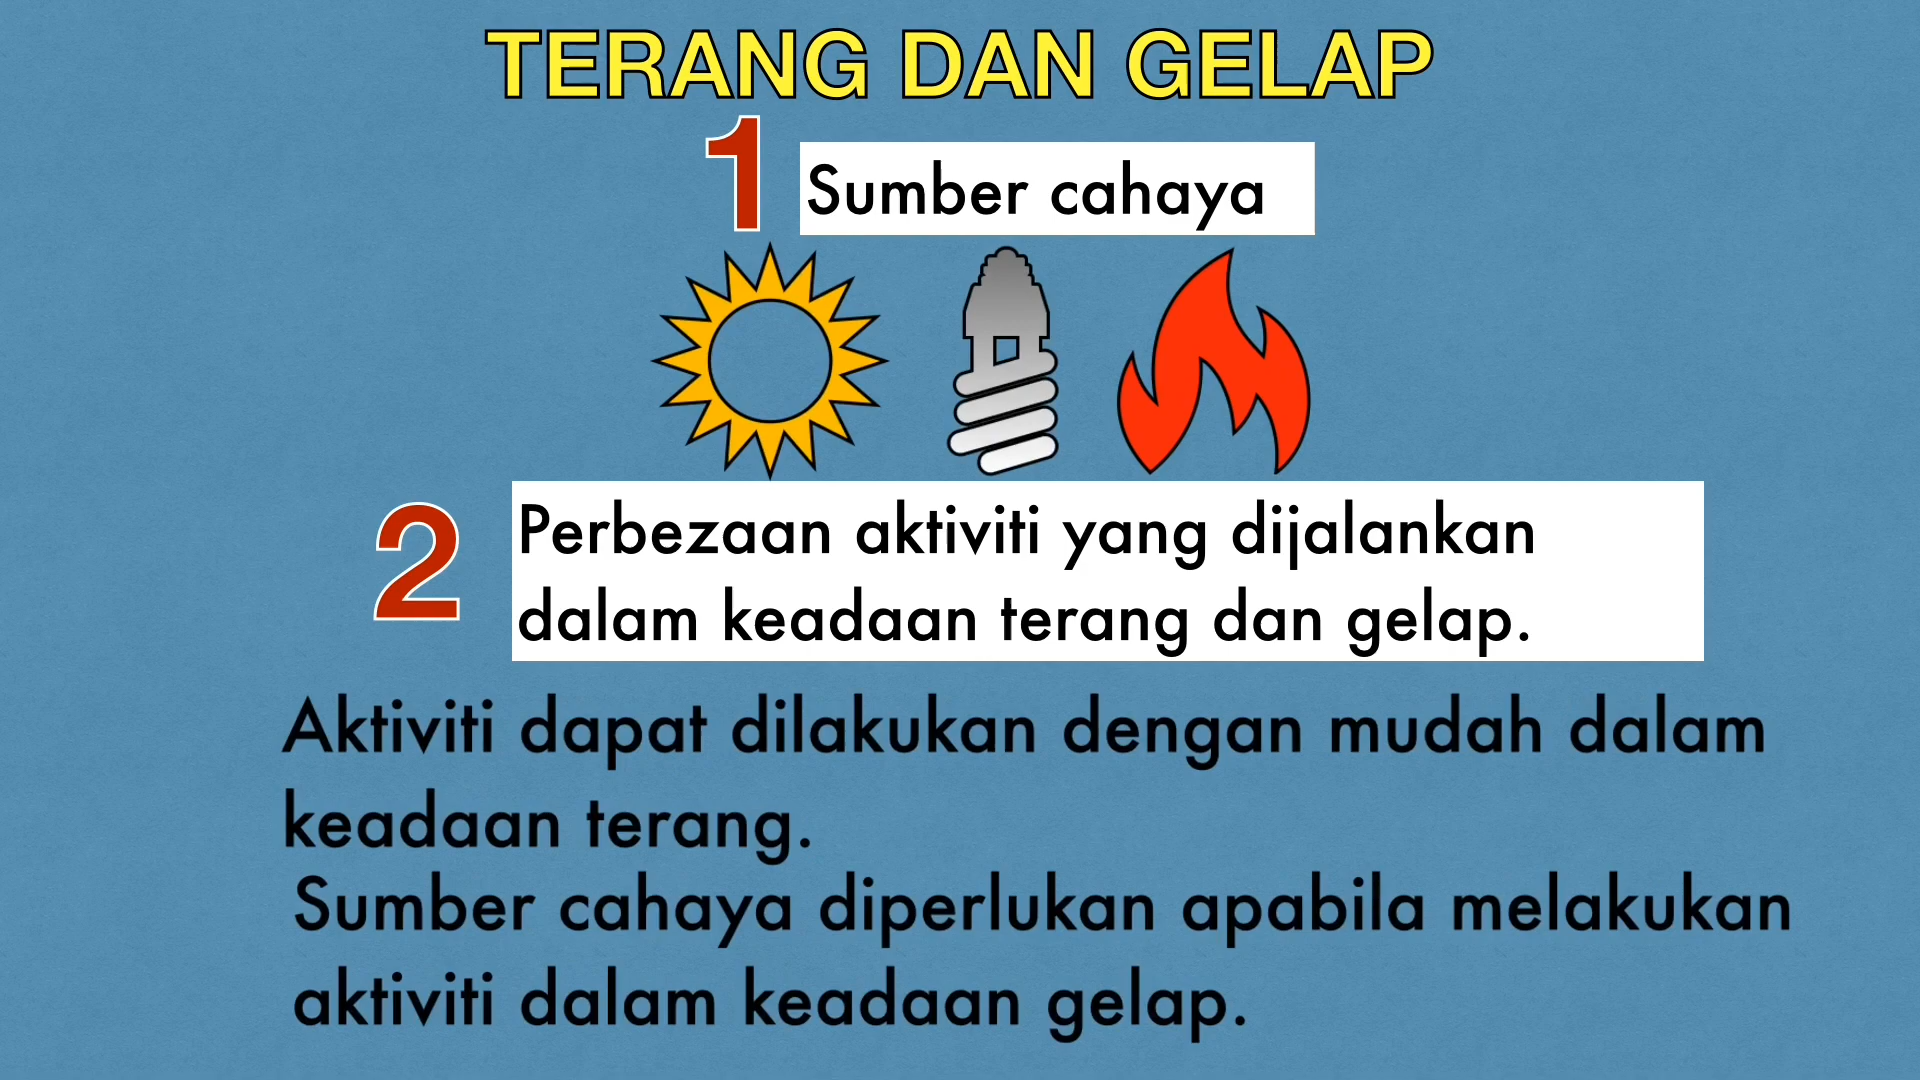 TERANG DAN GELAP
1 Sumber cahaya
2 Perbezaan aktiviti yang dijalankan
dalam keadaan terang dan gelap.
Aktiviti dapat dilakukan dengan mudah dalam
keadaan terang.
Sumber cahaya diperlukan apabila melakukan
aktiviti dalam keadaan gelap.